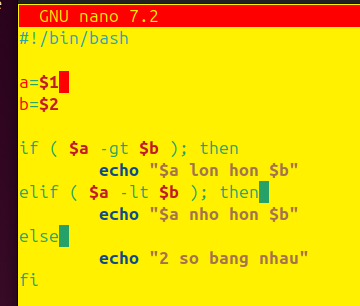 GNU nano 7.2
#!/bin/bash
a=$1
b=$2
if ( $a -gt $b ); then
echo "$a lon hon $b"
elif ( $a -lt $b ); then
echo "$a nho hon $b"
else
echo "2 so bang nhau"
fi